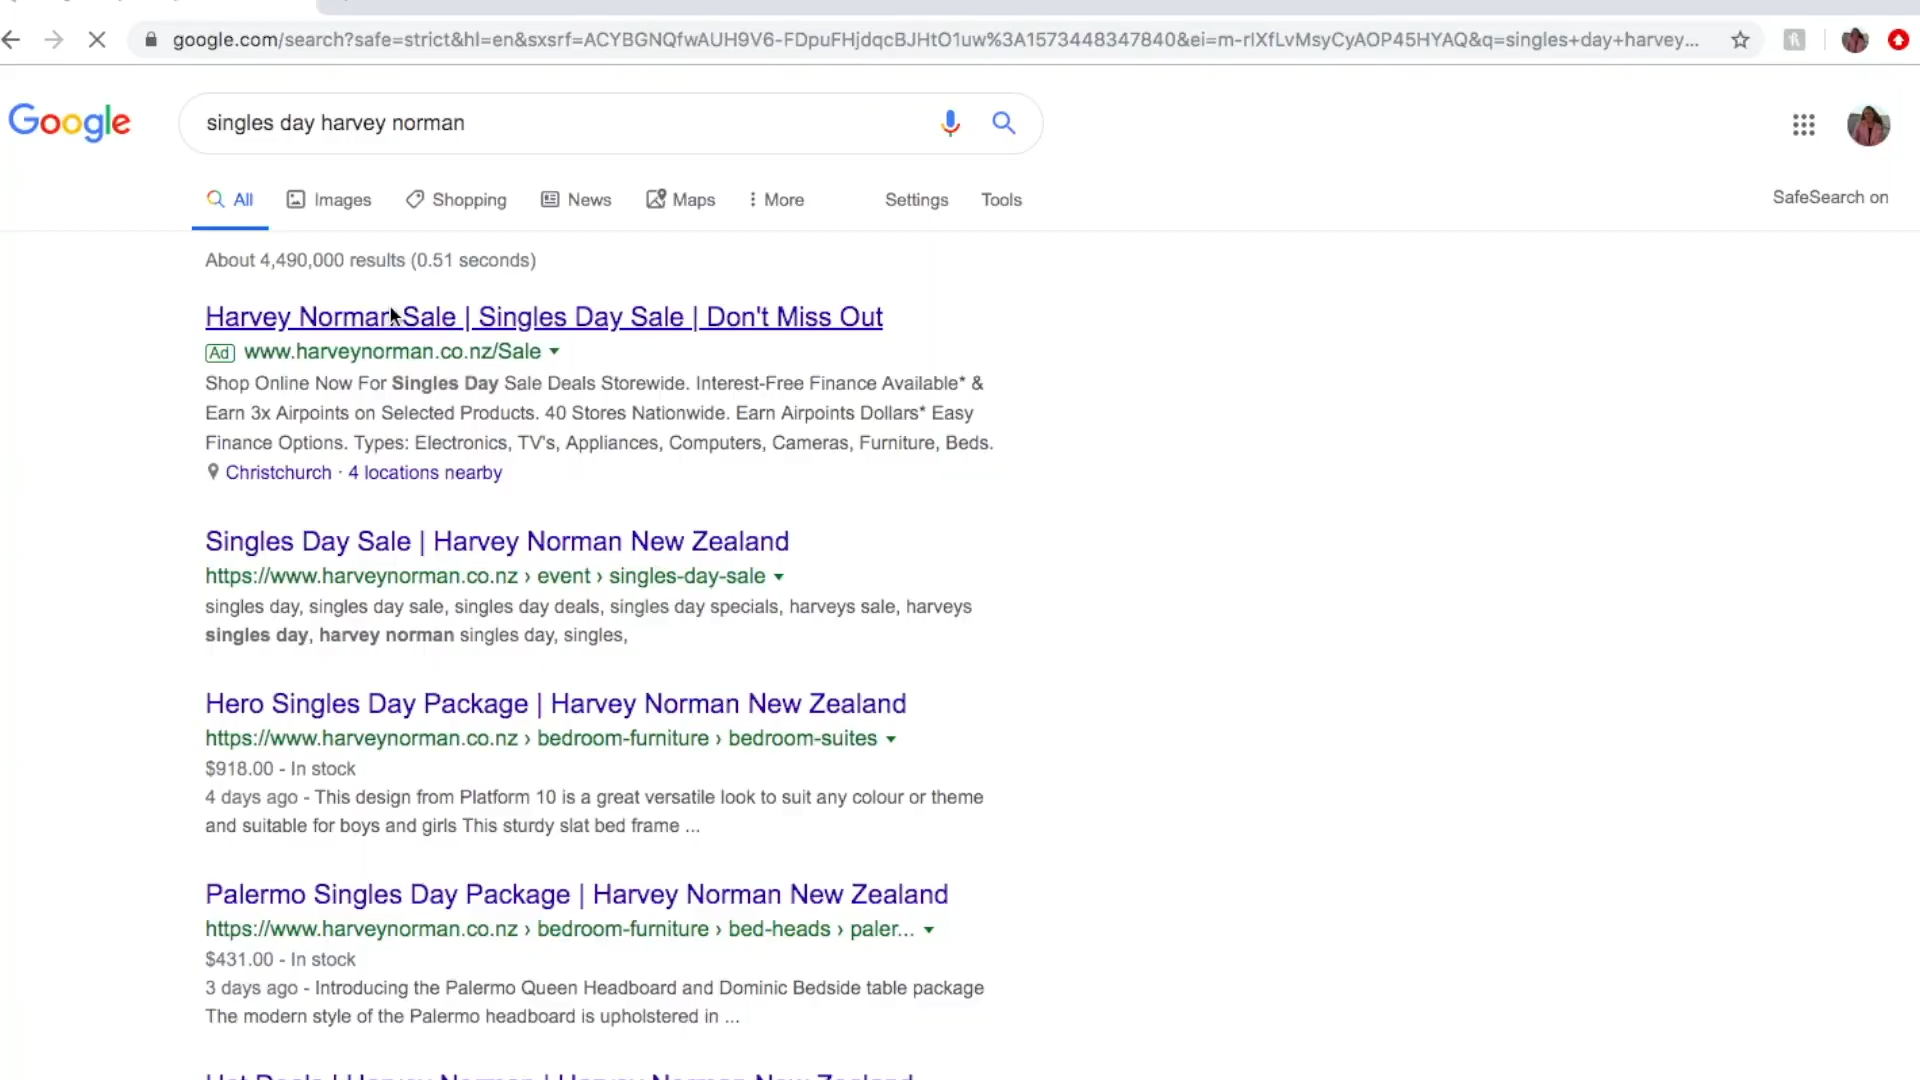 google.com/search?safe=strict&hl=en&sxsrf=ACYBGNQfwAUH9V6-FDpuFHjdqcBJHtO1uw%3A1573448347840&ei=m-rIXfLvMsyCyAOP45HYAQ&q=singles+day+harvey...
Google
singles day harvey norman
All Images Shopping News Maps More Settings Tools SafeSearch on
About 4,490,000 results (0.51 seconds)
Harvey Norman Sale | Singles Day Sale | Don't Miss Out
Ad www.harveynorman.co.nz/Sale
Shop Online Now For Singles Day Sale Deals Storewide. Interest-Free Finance Available* &
Earn 3x Airpoints on Selected Products. 40 Stores Nationwide. Earn Airpoints Dollars* Easy
Finance Options. Types: Electronics, TV's, Appliances, Computers, Cameras, Furniture, Beds.
Christchurch · 4 locations nearby
Singles Day Sale | Harvey Norman New Zealand
https://www.harveynorman.co.nz › event › singles-day-sale
singles day, singles day sale, singles day deals, singles day specials, harveys sale, harveys
singles day, harvey norman singles day, singles,
Hero Singles Day Package | Harvey Norman New Zealand
https://www.harveynorman.co.nz › bedroom-furniture › bedroom-suites
$918.00 - In stock
4 days ago - This design from Platform 10 is a great versatile look to suit any colour or theme
and suitable for boys and girls This sturdy slat bed frame ...
Palermo Singles Day Package | Harvey Norman New Zealand
https://www.harveynorman.co.nz › bedroom-furniture › bed-heads › paler...
$431.00 - In stock
3 days ago - Introducing the Palermo Queen Headboard and Dominic Bedside table package
The modern style of the Palermo headboard is upholstered in ...
Hot Deals | Harvey Norman | Harvey Norman New Zealand